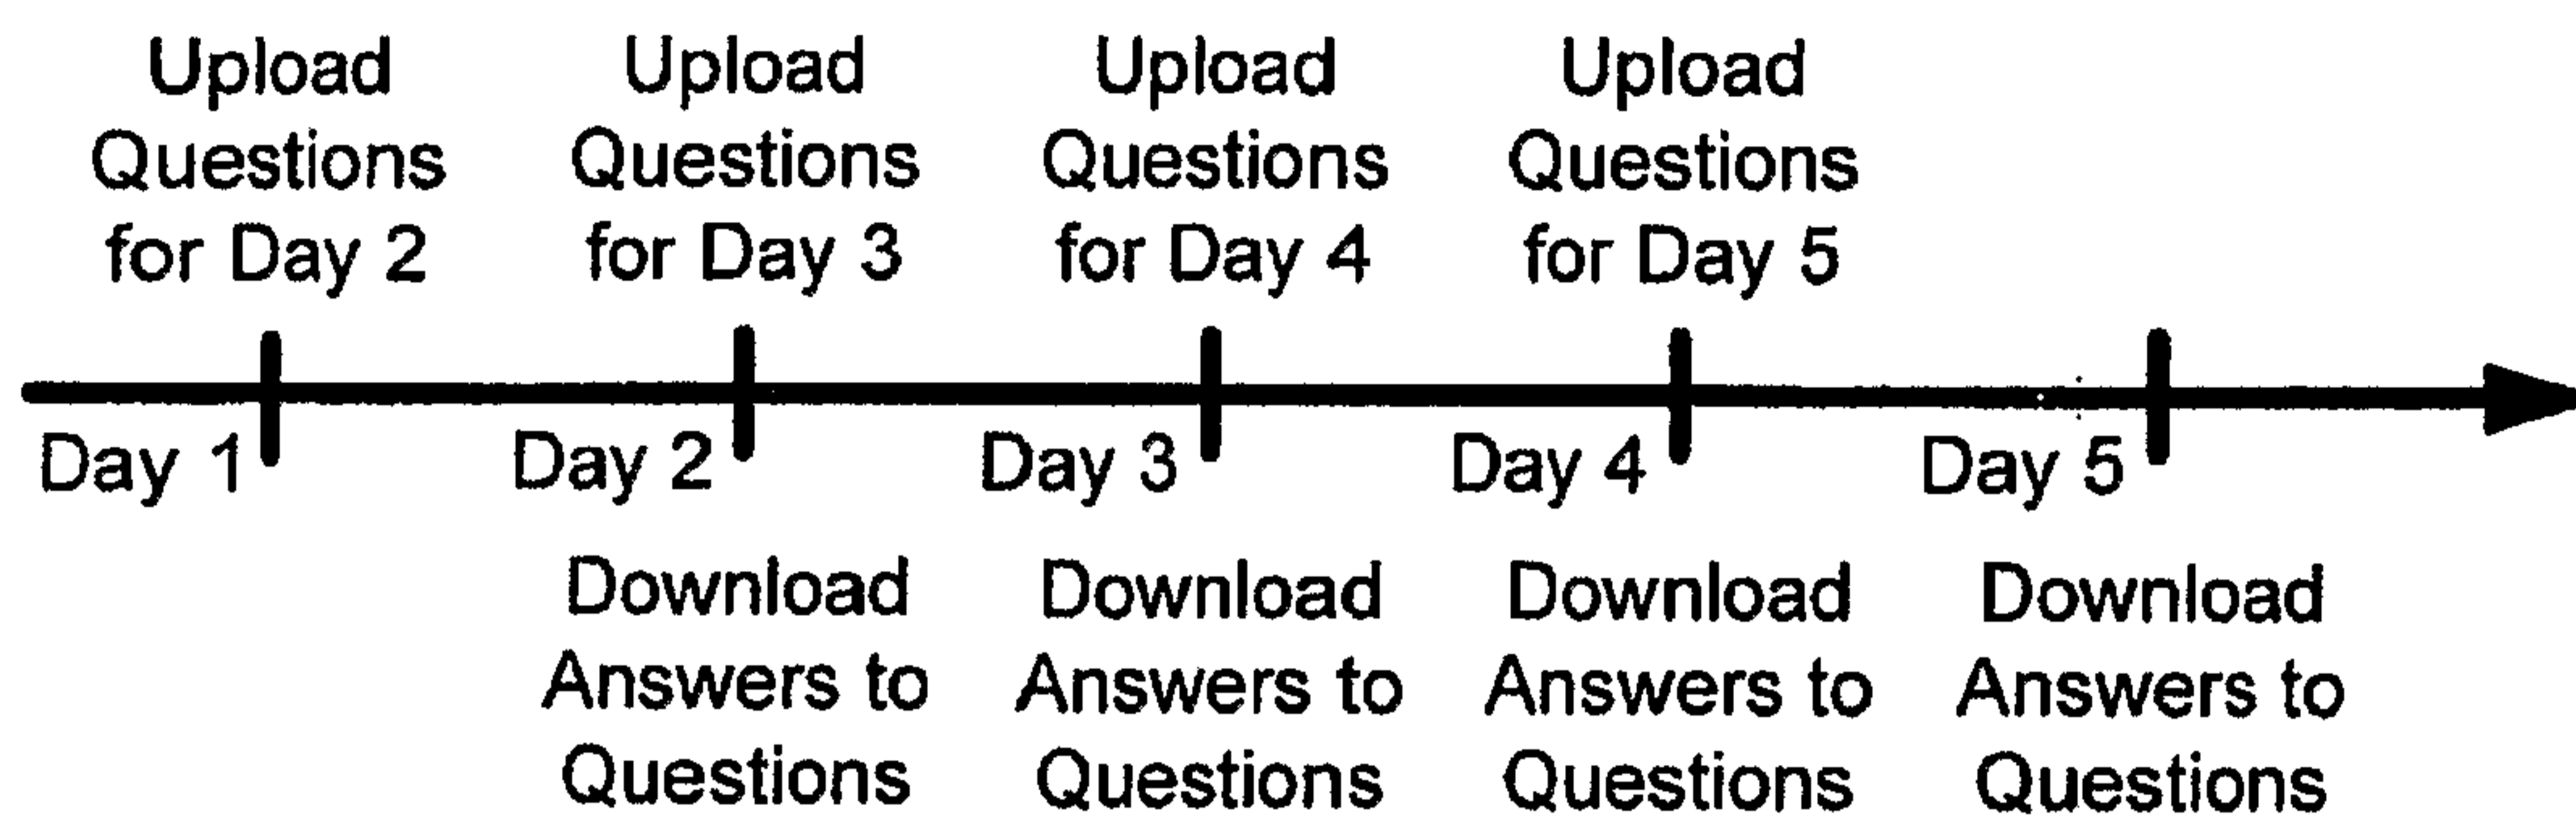 Upload
Questions
for Day 2
Upload
Questions
for Day 3
Upload
Questions
for Day 4
Upload
Questions
for Day 5
Day 1
Day 2
Day 3
Day 4
Day 5
Download
Answers to
Questions
Download
Answers to
Questions
Download
Answers to
Questions
Download
Answers to
Questions